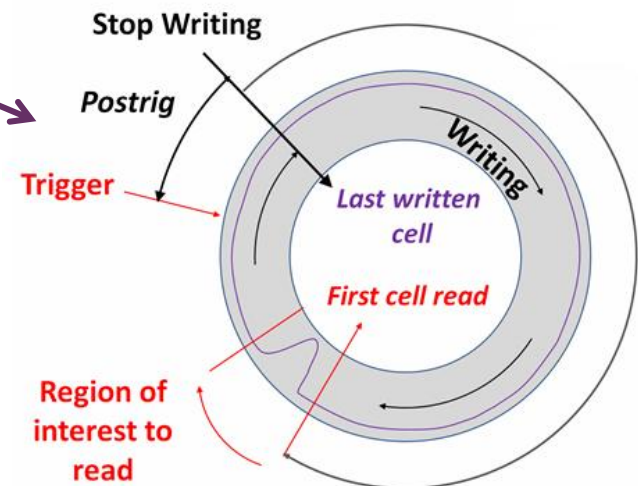 Stop Writing
Postrig
Writing
Trigger
Last written
cell
First cell read
Region of
interest to
read